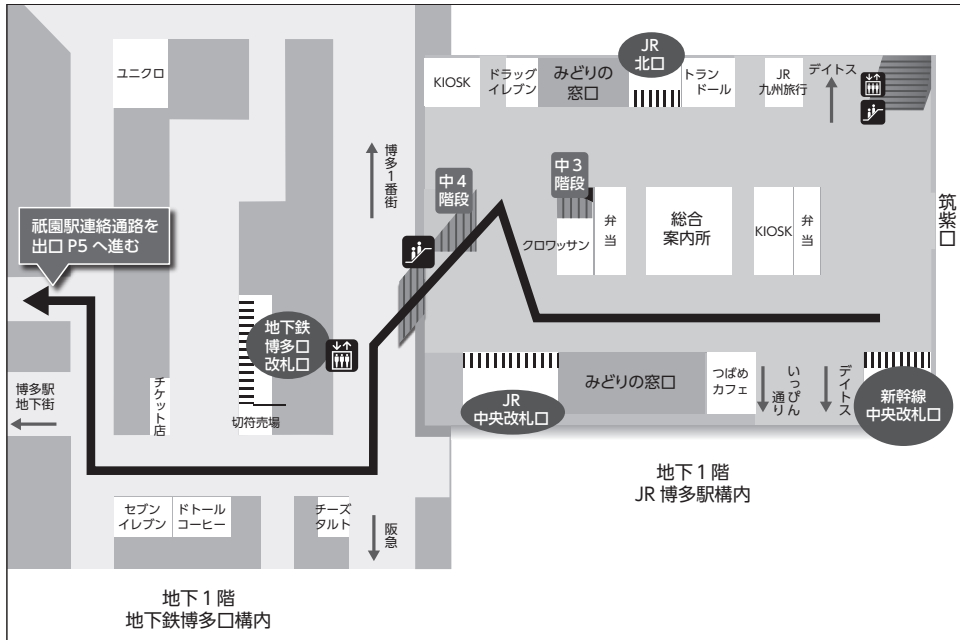 ユニクロ
KIOSK
ドラッグ
イレブン
みどりの
窓口
JR
北口
トラン
ドール
JR
九州旅行
デイトス
博多1番街
中4
階段
中3
階段
祇園駅連絡通路を
出口 P5 へ進む
クロワッサン
弁当
総合
案内所
KIOSK
弁当
筑紫口
地下鉄
博多口
改札口
博多駅
地下街
チケット店
切符売場
JR
中央改札口
みどりの窓口
つばめ
カフェ
いっぴん
通り
デイトス
新幹線
中央改札口
地下1階
JR 博多駅構内
セブン
イレブン
ドトール
コーヒー
チーズ
タルト
阪急
地下1階
地下鉄博多口構内